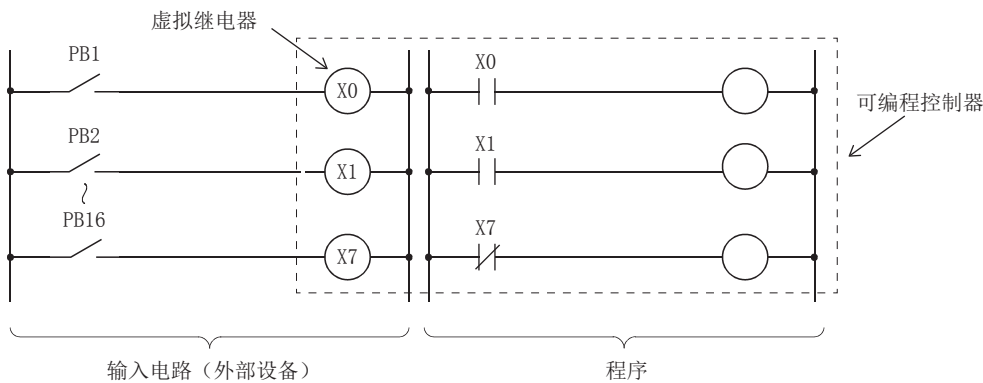 虚拟继电器
PB1
X0
X0
可编程控制器
PB2
X1
X1
PB16
X7
X7
输入电路（外部设备）
程序